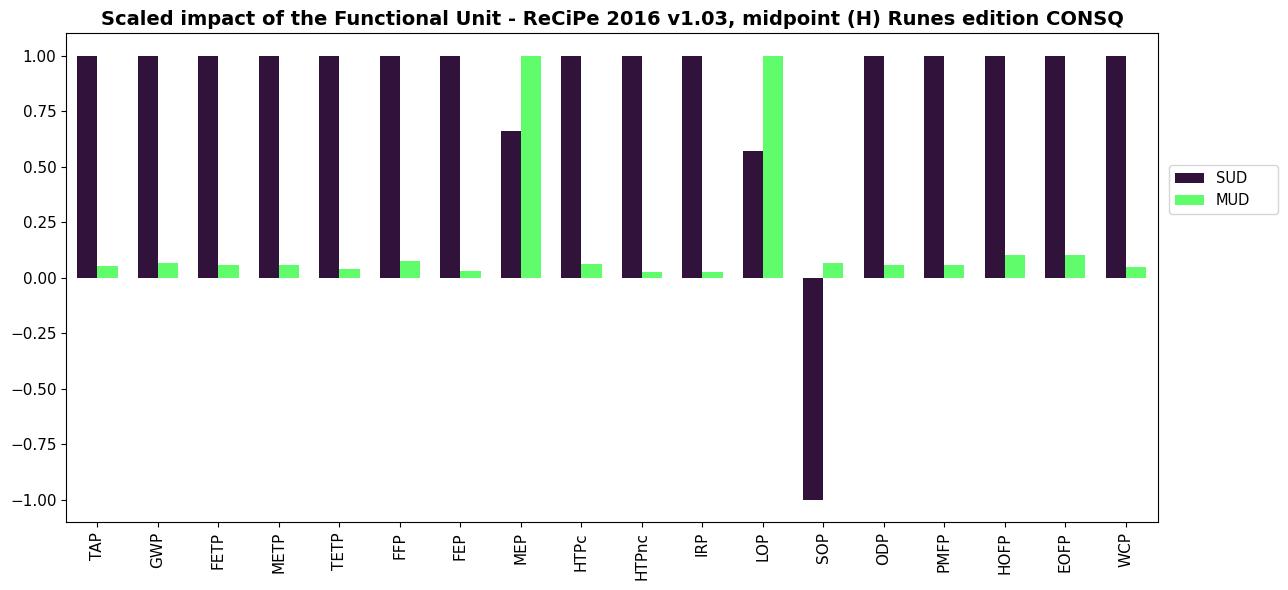 Scaled impact of the Functional Unit - ReCiPe 2016 v1.03, midpoint (H) Runes edition CONSQ
1.00
0.75
0.50
0.25
0.00
−0.25
−0.50
−0.75
−1.00
SUD
MUD
TAP
GWP
FETP
METP
TETP
FFP
FEP
MEP
HTPc
HTPnc
IRP
LOP
SOP
ODP
PMFP
HOFP
EOFP
WCP